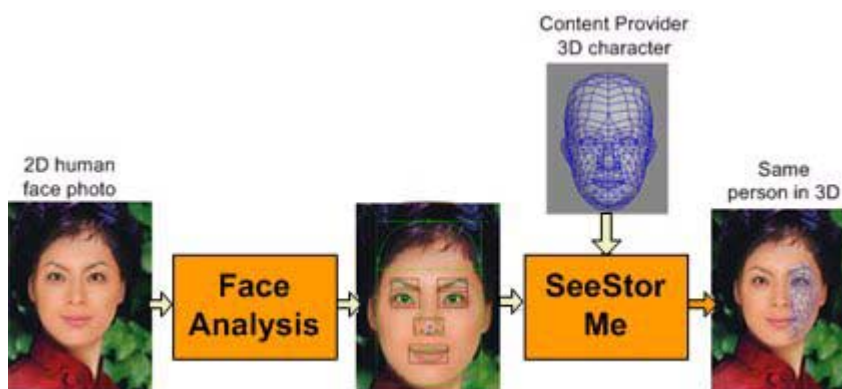 Content Provider
3D character
2D human
face photo
Same
person in 3D
Face
Analysis
SeeStor
Me